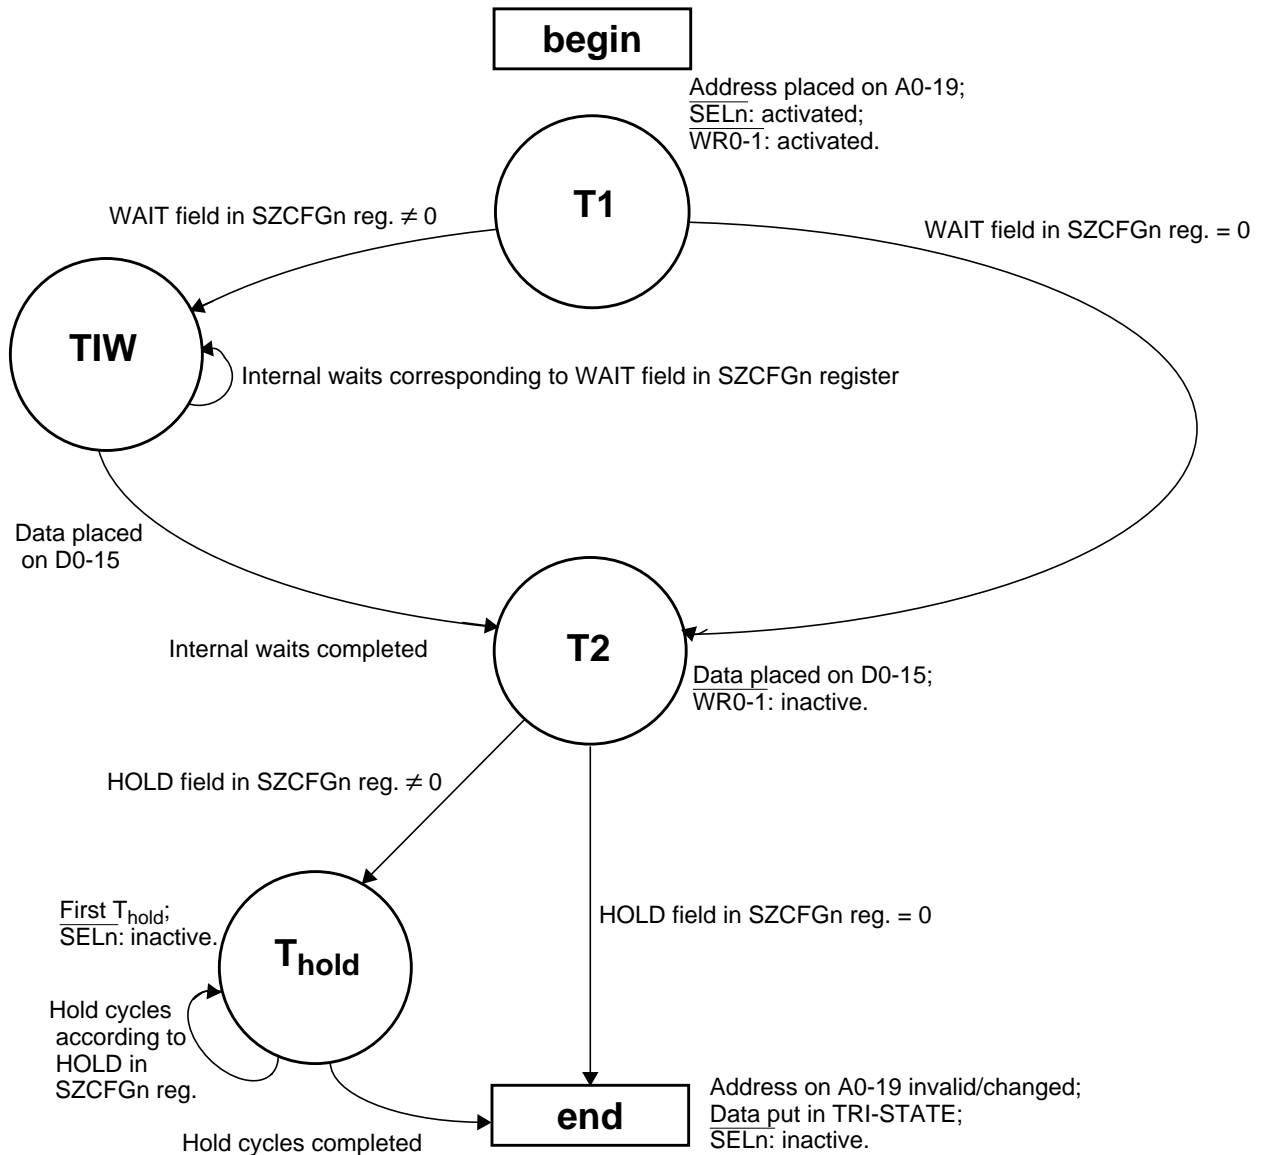 begin
Address placed on A0-19;
SELn: activated;
WR0-1: activated.
T1
WAIT field in SZCFGn reg. ≠ 0
WAIT field in SZCFGn reg. = 0
TIW
Internal waits corresponding to WAIT field in SZCFGn register
Data placed
on D0-15
Internal waits completed
T2
Data placed on D0-15;
WR0-1: inactive.
HOLD field in SZCFGn reg. ≠ 0
First Thold;
SELn: inactive.
Thold
HOLD field in SZCFGn reg. = 0
Hold cycles
according to
HOLD in
SZCFGn reg.
Hold cycles completed
end
Address on A0-19 invalid/changed;
Data put in TRI-STATE;
SELn: inactive.